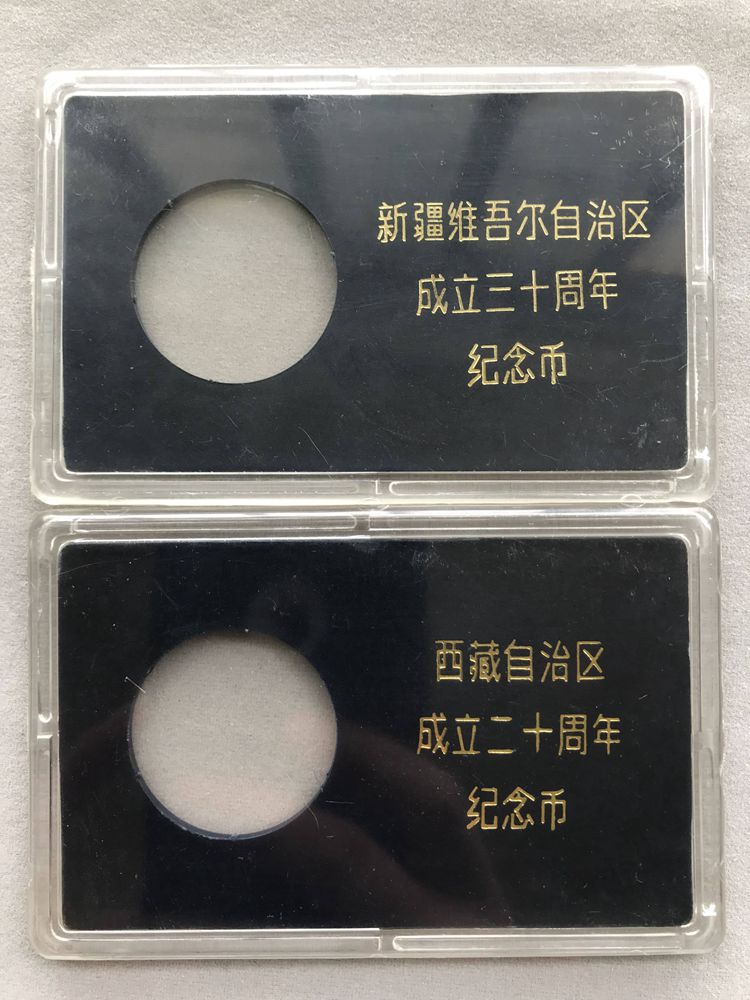 新疆维吾尔自治区
成立三十周年
纪念币
西藏自治区
成立二十周年
纪念币